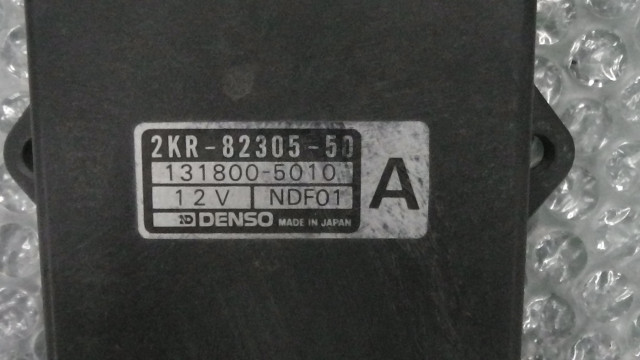 2KR-82305-50
131800-5010
12V NDF01
DENSO MADE IN JAPAN
A